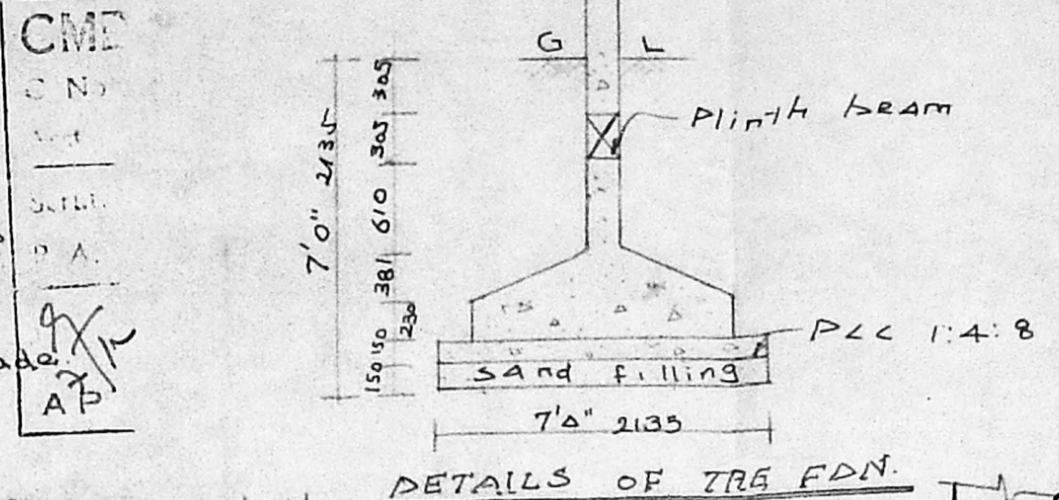 CMD
G L
305
Plinth beam
305
7'0" 2135
610
381
230
PCC 1:4:8
150
150
sand filling
AP
7'0" 2135
DETAILS OF THE FDN.